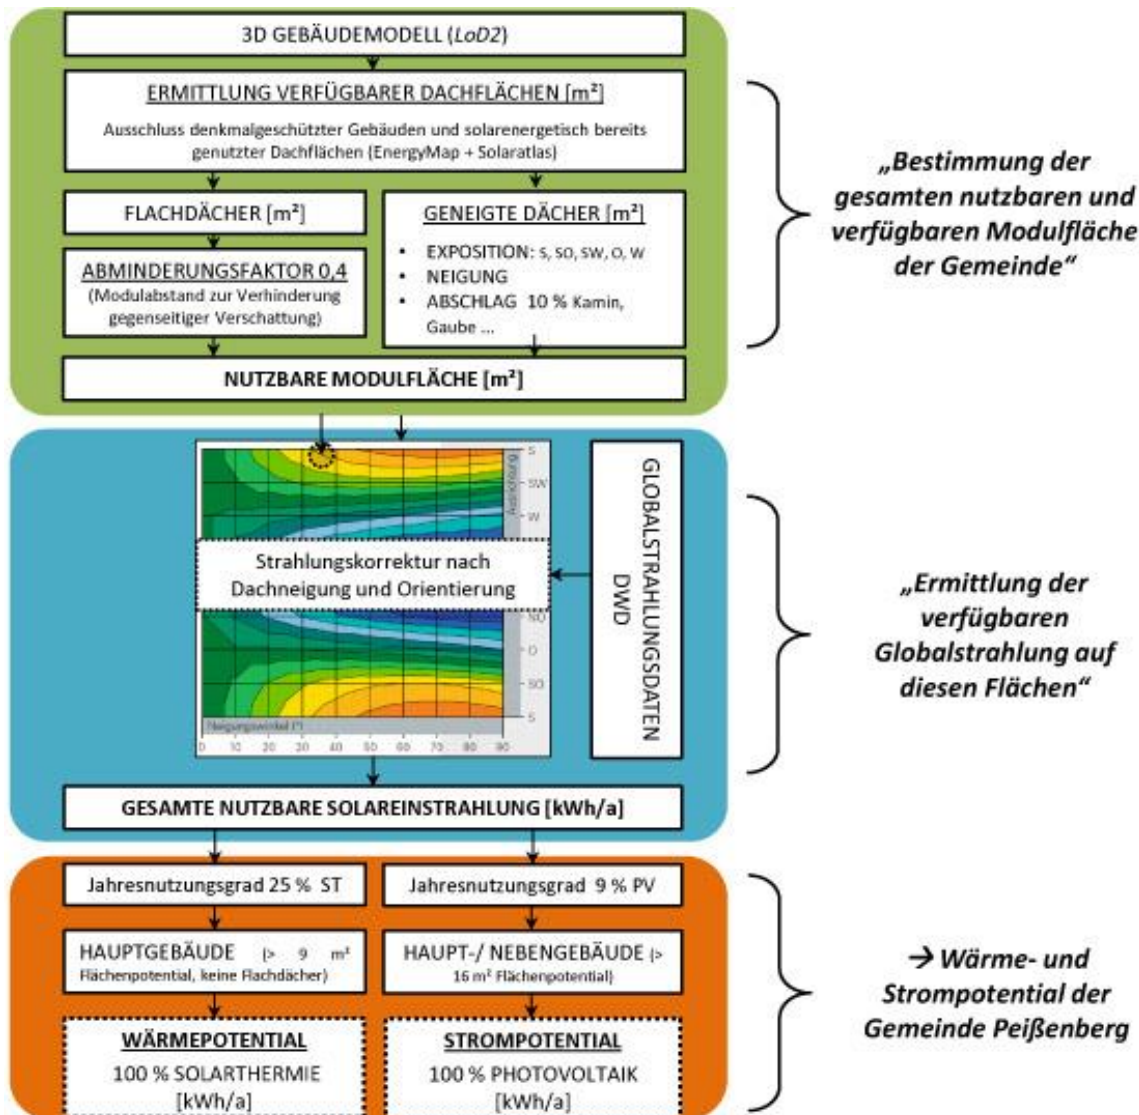 3D GEBÄUDEMODELL (LoD2)
ERMITTLUNG VERFÜGBARER DACHFLÄCHEN [m²]
Ausschluss denkmalgeschützter Gebäuden und solarenergetisch bereits
genutzter Dachflächen (EnergyMap + Solaratlas)
FLACHDÄCHER [m²]
ABMINDERUNGSFAKTOR 0,4
(Modulabstand zur Verhinderung
gegenseitiger Verschattung)
GENEIGTE DÄCHER [m²]
• EXPOSITION: S, SO, SW, O, W
• NEIGUNG
• ABSCHLAG 10 % Kamin,
Gaube ...
NUTZBARE MODULFLÄCHE [m²]
„Bestimmung der
gesamten nutzbaren und
verfügbaren Modulfläche
der Gemeinde“
Ausrichtung
S
SW
W
Strahlungskorrektur nach
Dachneigung und Orientierung
NO
O
SO
S
Neigungswinkel (°)
0 10 20 30 40 50 60 70 80 90
GLOBALSTRAHLUNGSDATEN
DWD
GESAMTE NUTZBARE SOLAREINSTRAHLUNG [kWh/a]
„Ermittlung der
verfügbaren
Globalstrahlung auf
diesen Flächen“
Jahresnutzungsgrad 25 % ST
HAUPTGEBÄUDE (> 9 m²
Flächenpotential, keine Flachdächer)
WÄRMEPOTENTIAL
100 % SOLARTHERMIE
[kWh/a]
Jahresnutzungsgrad 9 % PV
HAUPT-/ NEBENGEBÄUDE (>
16 m² Flächenpotential)
STROMPOTENTIAL
100 % PHOTOVOLTAIK
[kWh/a]
→ Wärme- und
Strompotential der
Gemeinde Peißenberg